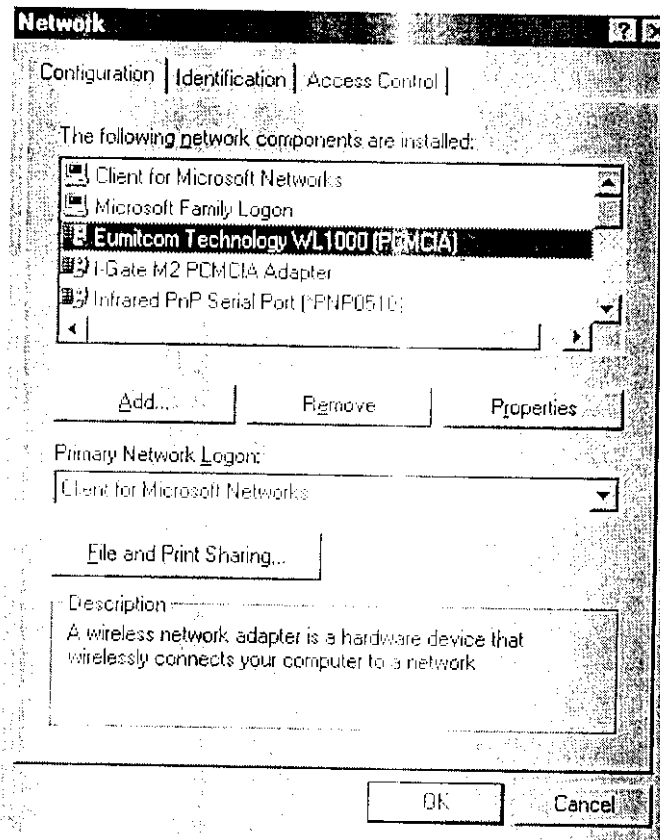 Network
Configuration Identification Access Control
The following network components are installed:
Client for Microsoft Networks
Microsoft Family Logon
Eumitcom Technology WL1000 (PCMCIA)
I-Gate M2 PCMCIA Adapter
Infrared PnP Serial Port (*PNP0510)
Add... Remove Properties
Primary Network Logon:
Client for Microsoft Networks
File and Print Sharing...
Description
A wireless network adapter is a hardware device that
wirelessly connects your computer to a network
OK Cancel